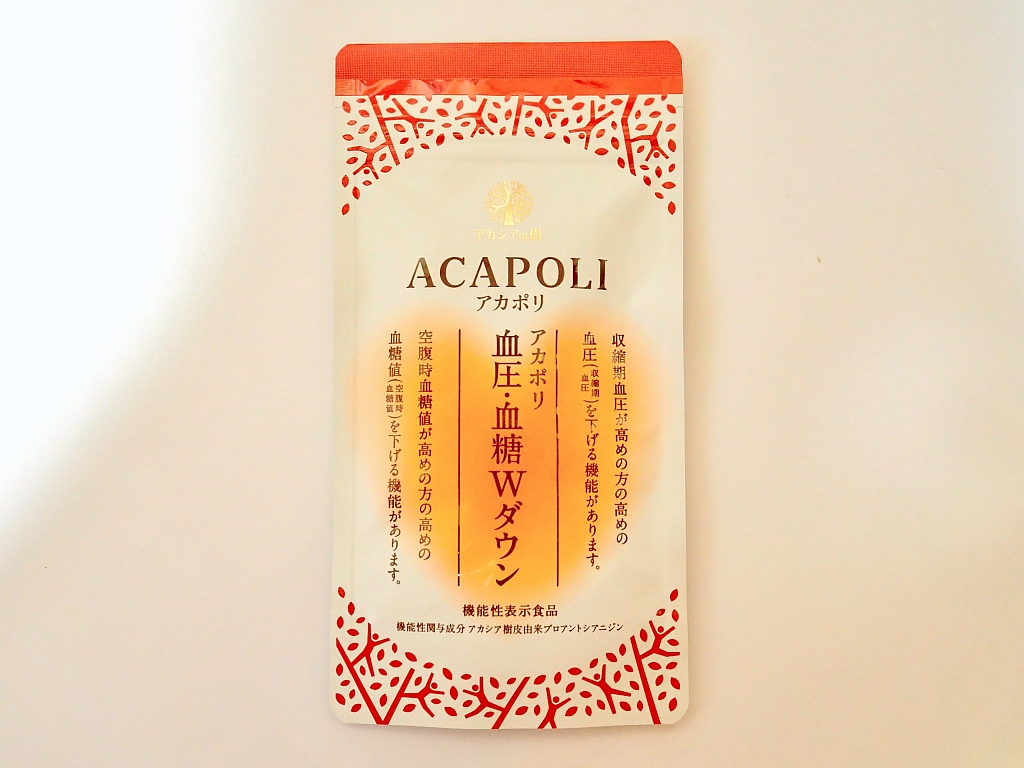 アカシアの樹
ACAPOLI
アカポリ
収縮期血圧が高めの方の高めの
血圧(収縮期血圧)を下げる機能があります。
アカポリ
血圧・血糖Wダウン
空腹時血糖値が高めの方の高めの
血糖値(空腹時血糖値)を下げる機能があります。
機能性表示食品
機能性関与成分 アカシア樹皮由来プロアントシアニジン